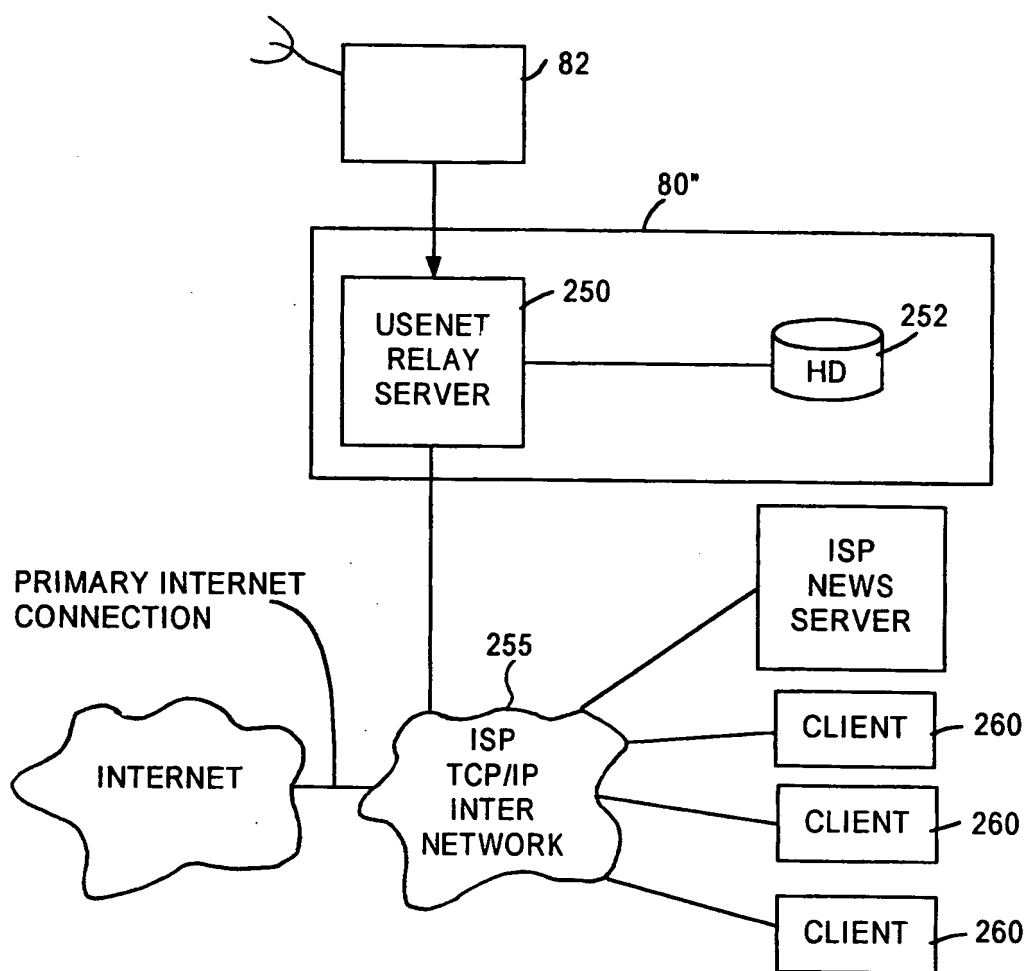 82
80"
USENET
RELAY
SERVER
250
HD
252
ISP
NEWS
SERVER
PRIMARY INTERNET
CONNECTION
255
INTERNET
ISP
TCP/IP
INTER
NETWORK
CLIENT
260
CLIENT
260
CLIENT
260